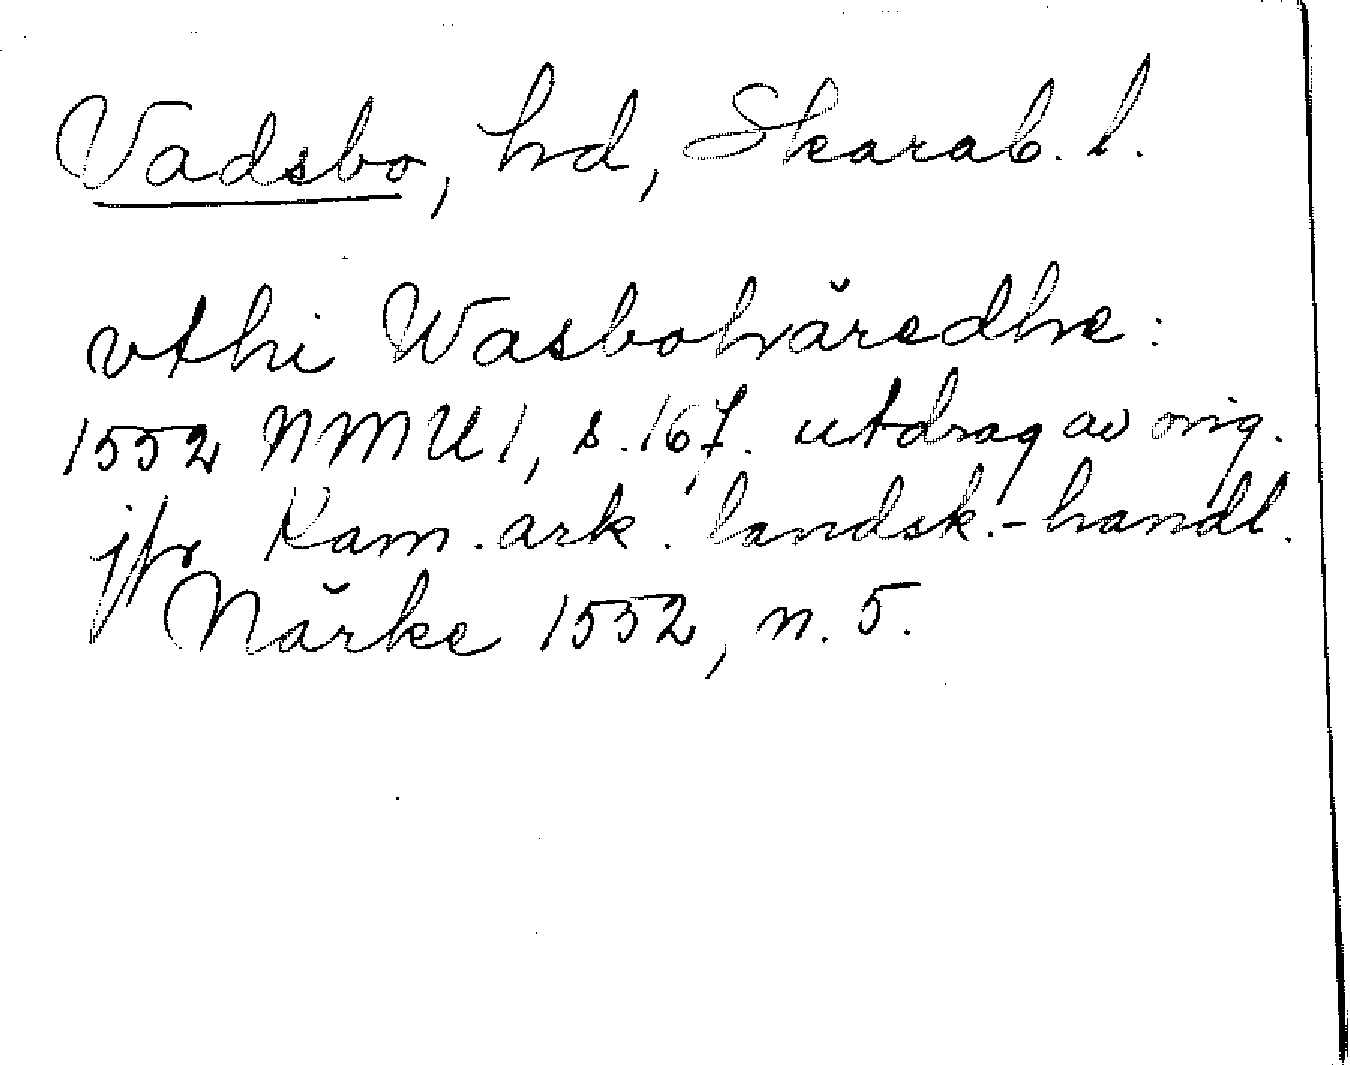 Vadsbo, hd, Skarab. l.
vthi Wasbohäredhe:
1552 NMU 1, s. 167. utdrag av orig.
jfr Kam. ark. landsk.-handl.
Närke 1552, n. 5.